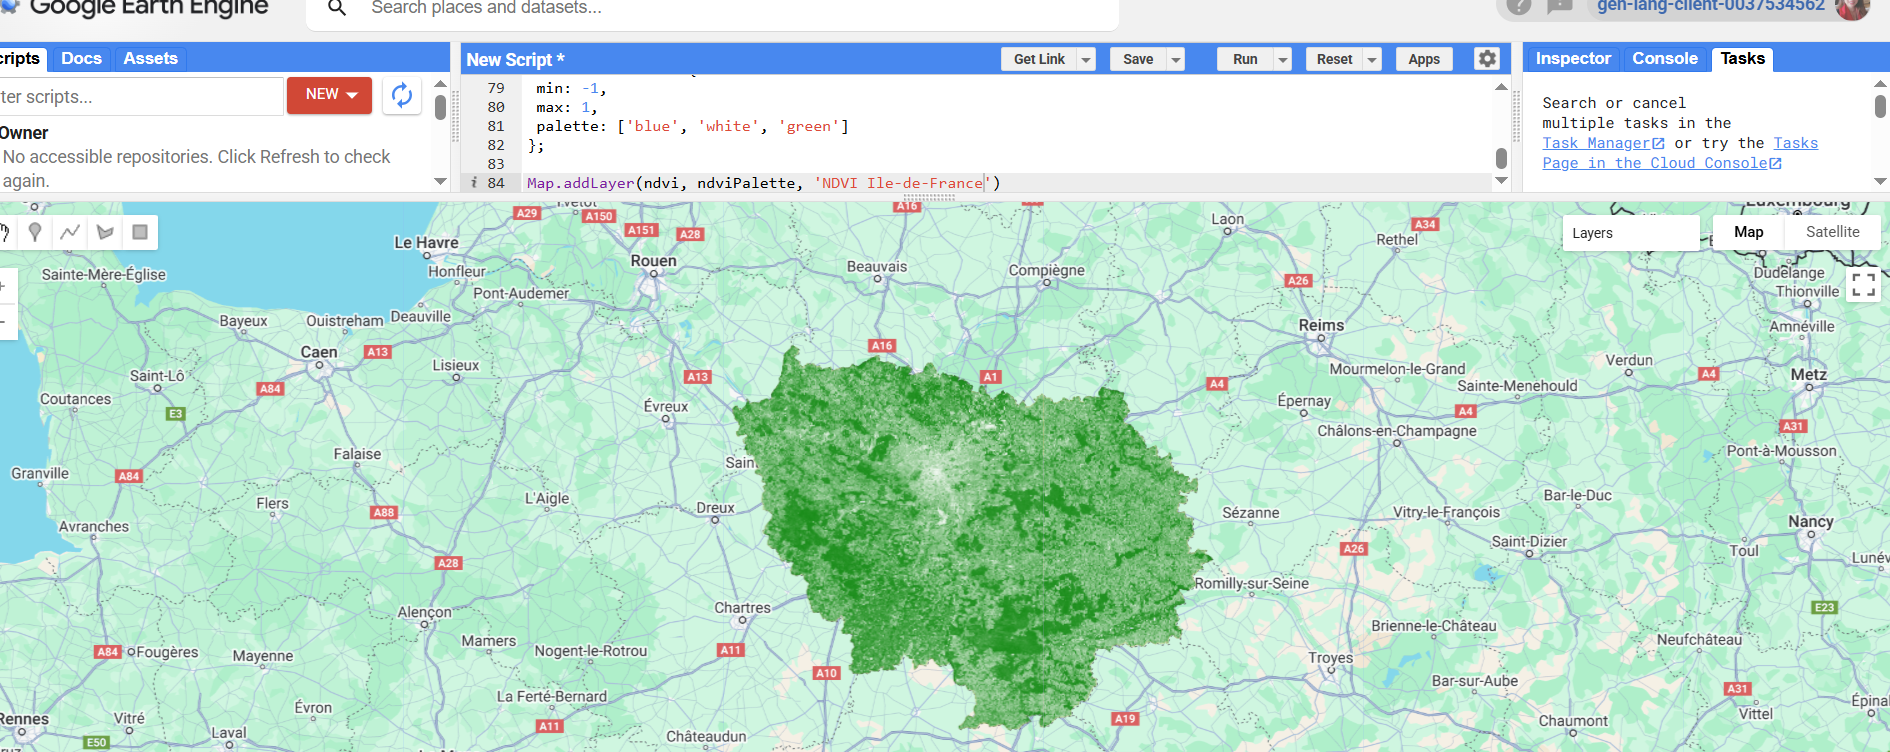 Google Earth Engine
Search places and datasets...
gen-lang-client-0037534562
cripts Docs Assets
New Script *
Get Link Save Run Reset Apps
Inspector Console Tasks
ter scripts...
NEW
Owner
No accessible repositories. Click Refresh to check
again.
79 min: -1,
80 max: 1,
81 palette: ['blue', 'white', 'green']
82 };
83
i 84 Map.addLayer(ndvi, ndviPalette, 'NDVI Ile-de-France')
Search or cancel
multiple tasks in the
Task Manager or try the Tasks
Page in the Cloud Console
Layers
Map Satellite
Yvetot
Luxembourg
A29
A150
A16
A151
A28
Laon
A34
Le Havre
Rethel
Rouen
Beauvais
Compiègne
Sainte-Mère-Église
Honfleur
A26
Dudelange
Thionville
Pont-Audemer
Bayeux
Ouistreham
Deauville
Reims
Amnéville
Caen
A13
Lisieux
A16
Verdun
Saint-Lô
A13
A1
Mourmelon-le-Grand
A4
Metz
A84
A4
Sainte-Menehould
Coutances
E3
Évreux
Épernay
A4
Châlons-en-Champagne
A31
Falaise
Sain
Pont-à-Mousson
Granville
A84
L'Aigle
Bar-le-Duc
Flers
A88
Dreux
Sézanne
Vitry-le-François
Avranches
Nancy
Saint-Dizier
Toul
A26
A28
Lunév
Romilly-sur-Seine
Alençon
Chartres
E23
Brienne-le-Château
Mamers
Neufchâteau
A84
Fougères
Mayenne
Nogent-le-Rotrou
A11
Troyes
A10
Bar-sur-Aube
La Ferté-Bernard
A31
Épinal
Évron
Vittel
Rennes
Vitré
A11
A19
Chaumont
Laval
Châteaudun
E50